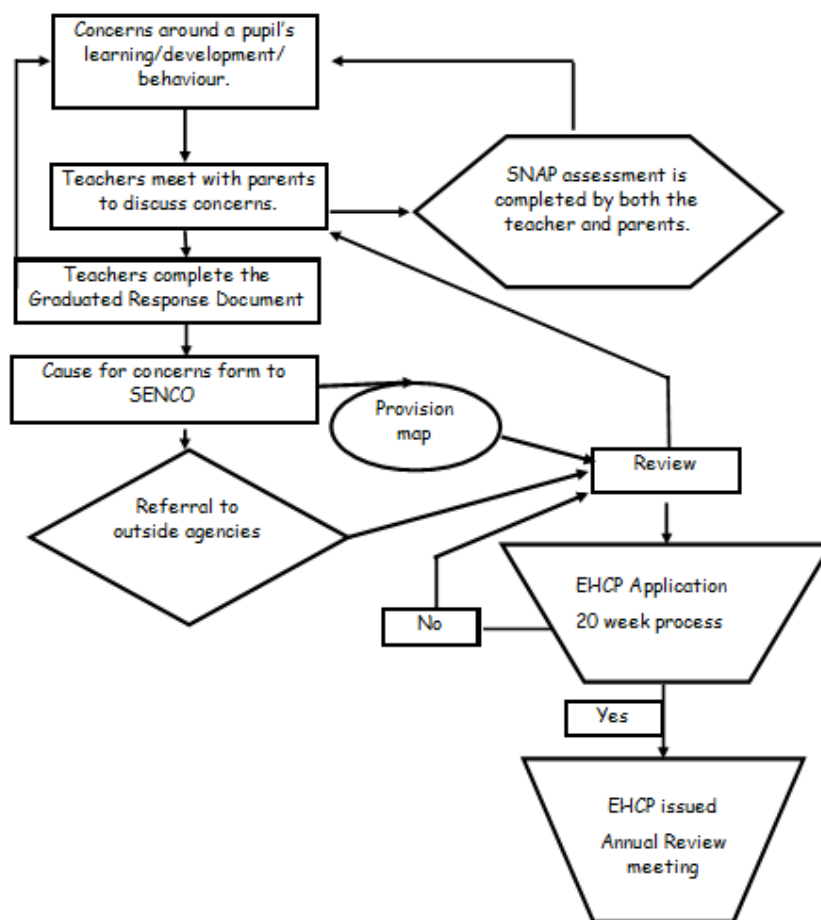 Concerns around a pupil's
learning/development/
behaviour.
Teachers meet with parents
to discuss concerns.
SNAP assessment is
completed by both the
teacher and parents.
Teachers complete the
Graduated Response Document
Cause for concerns form to
SENCO
Provision
map
Review
Referral to
outside agencies
EHCP Application
20 week process
No
Yes
EHCP issued
Annual Review
meeting